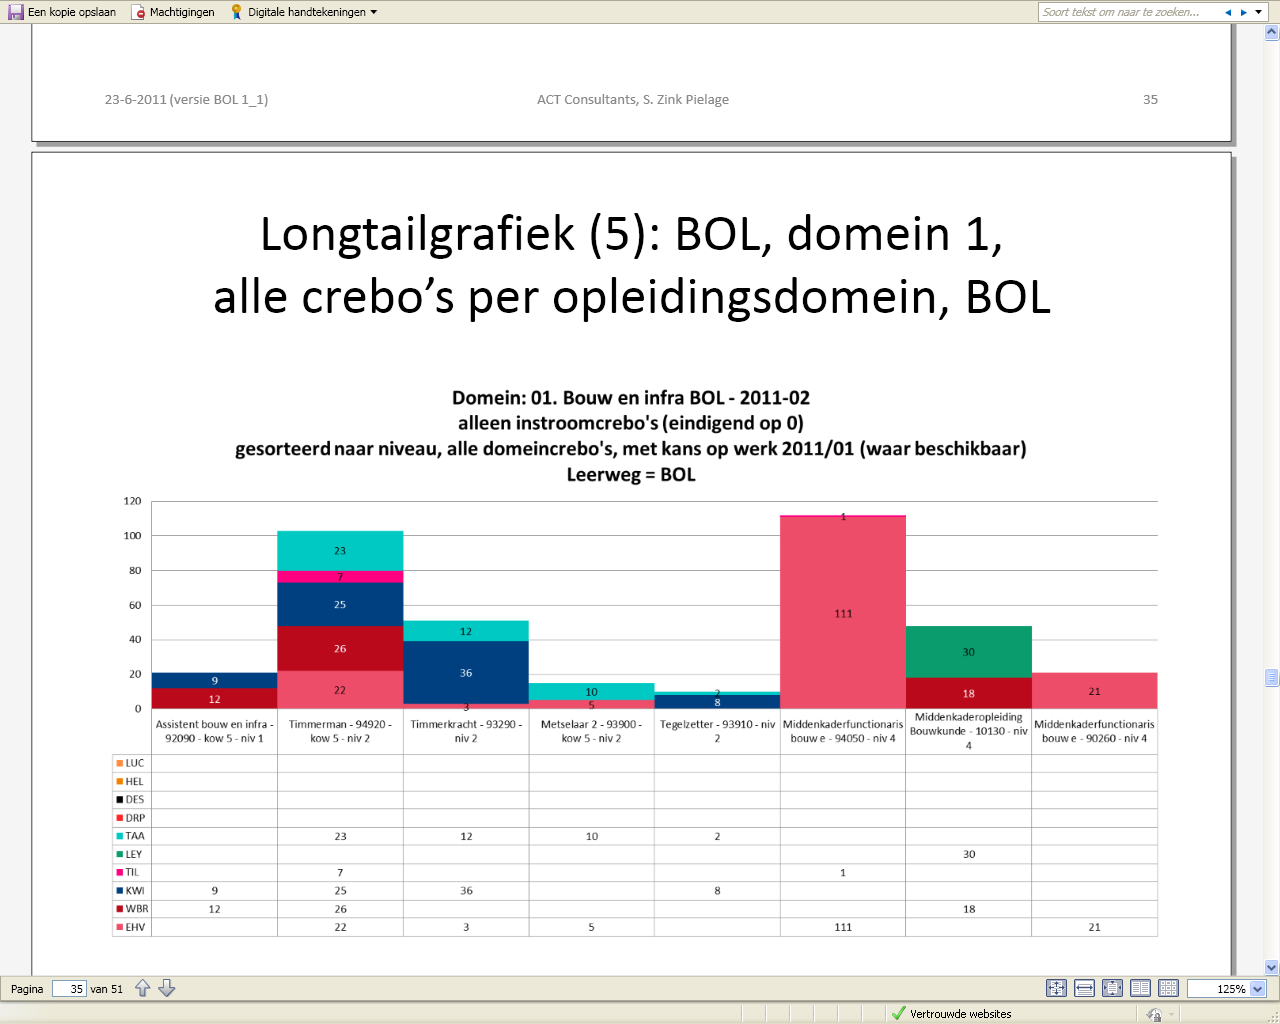 Een kopie opslaan Machtigingen Digitale handtekeningen Soort tekst om naar te zoeken...
23-6-2011 (versie BOL 1_1) ACT Consultants, S. Zink Pielage 35
Longtailgrafiek (5): BOL, domein 1,
alle crebo’s per opleidingsdomein, BOL
Domein: 01. Bouw en infra BOL - 2011-02
alleen instroomcrebo's (eindigend op 0)
gesorteerd naar niveau, alle domeincrebo's, met kans op werk 2011/01 (waar beschikbaar)
Leerweg = BOL
120
100
80
60
40
20
0
9
12
23
7
25
26
22
12
36
3
10
5
2
8
1
111
30
18
21
Assistent bouw en infra -
92090 - kow 5 - niv 1
Timmerman - 94920 -
kow 5 - niv 2
Timmerkracht - 93290 -
niv 2
Metselaar 2 - 93900 -
kow 5 - niv 2
Tegelzetter - 93910 - niv
2
Middenkaderfunctionaris
bouw e - 94050 - niv 4
Middenkaderopleiding
Bouwkunde - 10130 - niv
4
Middenkaderfunctionaris
bouw e - 90260 - niv 4
LUC
HEL
DES
DRP
TAA 23 12 10 2
LEY 30
TIL 7 1
KWI 9 25 36 8
WBR 12 26 18
EHV 22 3 5 111 21
Pagina 35 van 51 125%
Vertrouwde websites